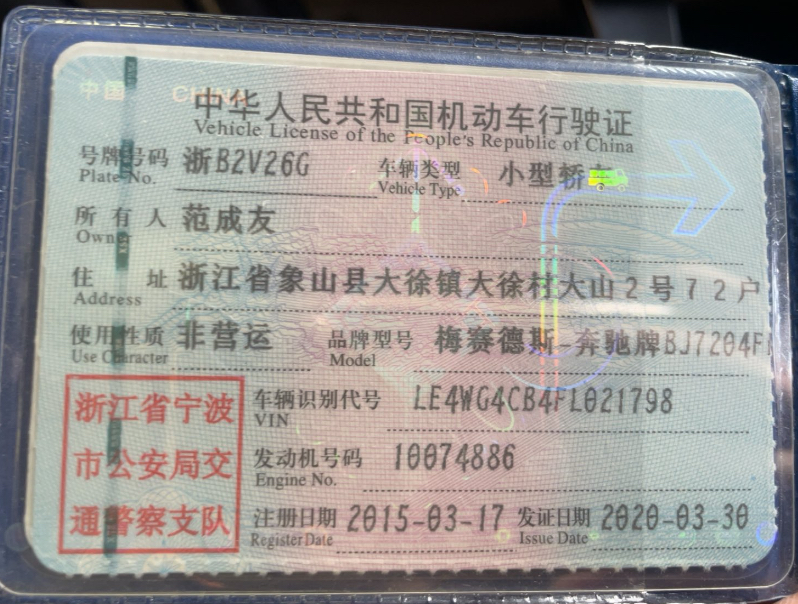 中国 CHINA
中华人民共和国机动车行驶证
Vehicle License of the People's Republic of China
号牌号码 浙B2V26G 车辆类型 小型轿车
Plate No. Vehicle Type
所有人 范成友
Owner
住址 浙江省象山县大徐镇大徐村大山2号72户
Address
使用性质 非营运 品牌型号 梅赛德斯-奔驰牌BJ7204F
Use Character Model
浙江省宁波
市公安局交
通警察支队
车辆识别代号 LE4WG4CB4FL021798
VIN
发动机号码 10074886
Engine No.
注册日期 2015-03-17 发证日期 2020-03-30
Register Date Issue Date